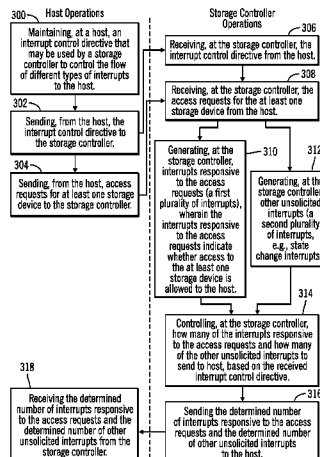 Host Operations
300
Maintaining, at a host, an
interrupt control directive that
may be used by a storage
controller to control the flow
of different types of interrupts
to the host.
302
Sending, from the host, the
interrupt control directive to
the storage controller.
304
Sending, from host, access
requests for at least one storage
device to the storage controller.
Storage Controller
Operations
306
Receiving, at the storage controller, the
interrupt control directive from the host.
308
Receiving, at the storage controller, the
access requests for the at least one
storage device from the host.
310
Generating, at the
storage controller,
interrupts responsive
to the access
requests (a first
plurality of interrupts),
wherein the
interrupts responsive
to the access
requests indicate
whether access to
the at least one
storage device is
allowed to the host.
312
Generating, at the
storage controller
other unsolicited
interrupts (a
second plurality
of interrupts,
e.g., state
change interrupts
314
Controlling, at the storage controller,
how many of the interrupts responsive
to the access requests and how many
of the other unsolicited interrupts to
send to host, based on the received
interrupt control directive.
316
Sending the determined number
of interrupts responsive to the access
requests and the determined number
of other unsolicited interrupts
to the host.
318
Receiving the determined
number of interrupts responsive
to the access requests and the
determined number of other
unsolicited interrupts from the
storage controller.